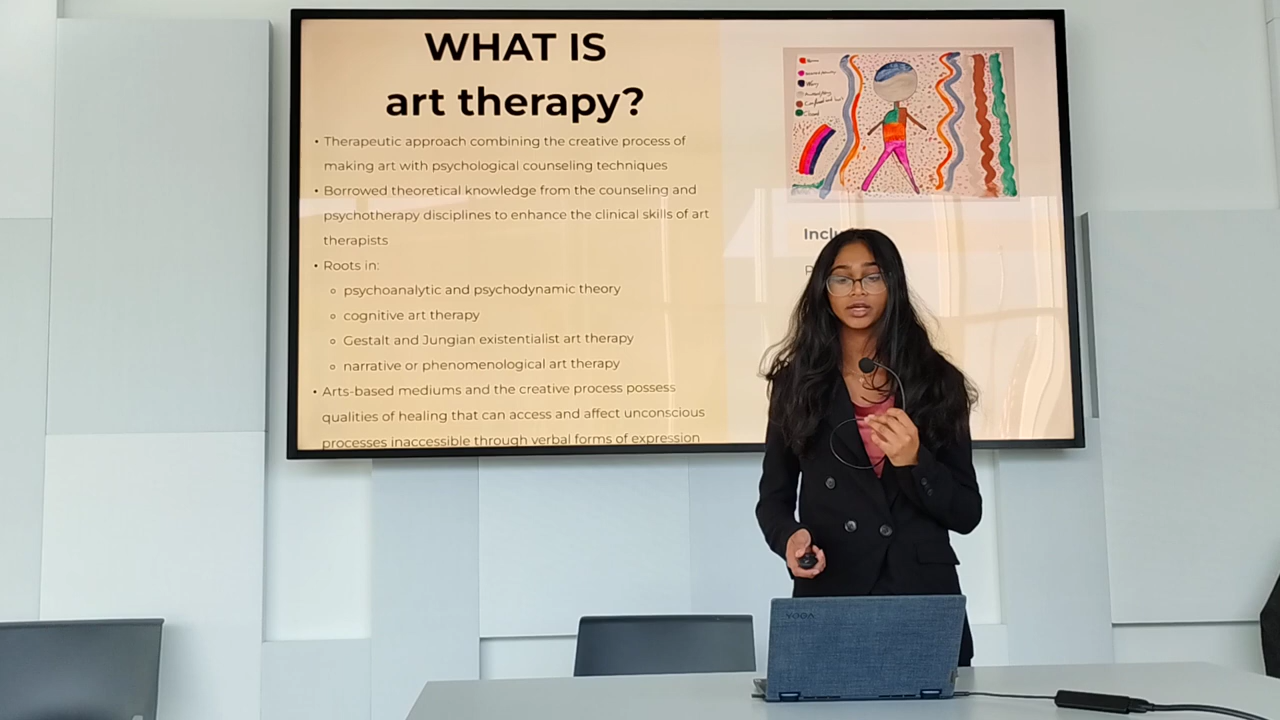 WHAT IS
art therapy?
• Therapeutic approach combining the creative process of
making art with psychological counseling techniques
• Borrowed theoretical knowledge from the counseling and
psychotherapy disciplines to enhance the clinical skills of art
therapists
• Roots in:
◦ psychoanalytic and psychodynamic theory
◦ cognitive art therapy
◦ Gestalt and Jungian existentialist art therapy
◦ narrative or phenomenological art therapy
• Arts-based mediums and the creative process possess
qualities of healing that can access and affect unconscious
processes inaccessible through verbal forms of expression
YOGA